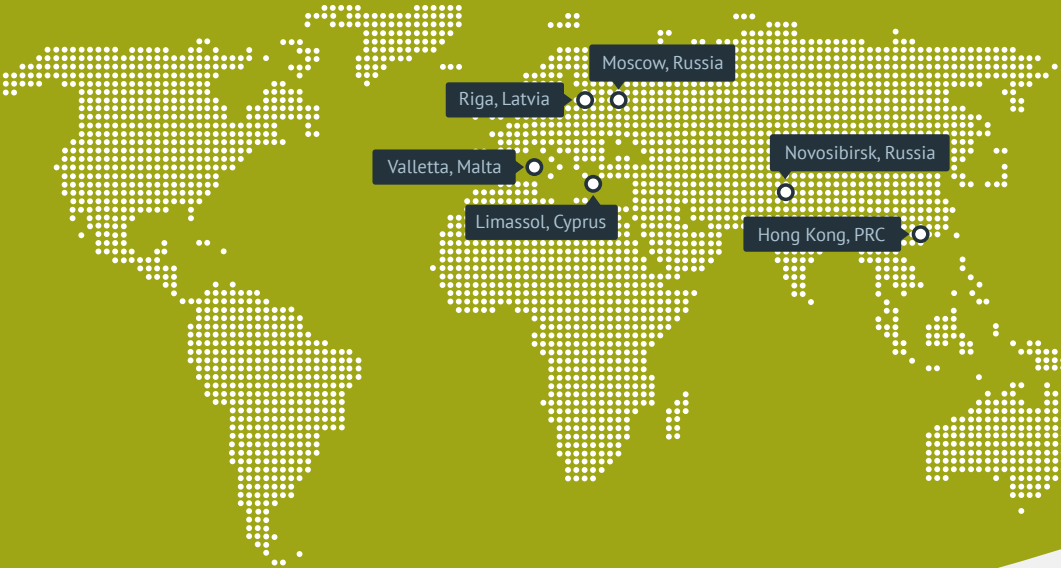 Moscow, Russia
Riga, Latvia
Novosibirsk, Russia
Valletta, Malta
Limassol, Cyprus
Hong Kong, PRC